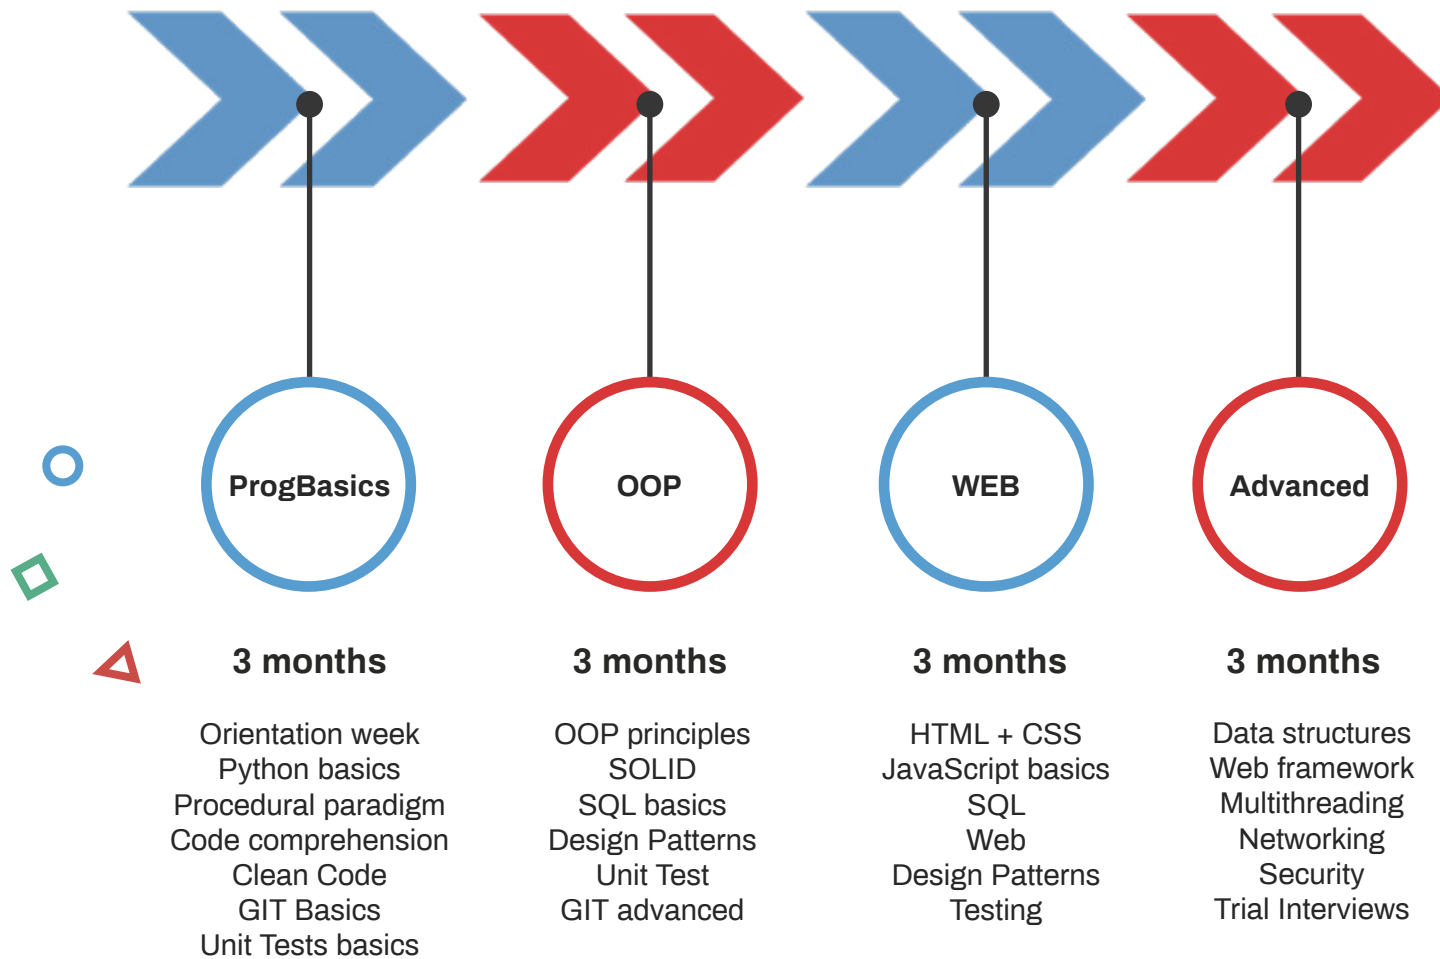 ProgBasics
3 months
Orientation week
Python basics
Procedural paradigm
Code comprehension
Clean Code
GIT Basics
Unit Tests basics
OOP
3 months
OOP principles
SOLID
SQL basics
Design Patterns
Unit Test
GIT advanced
WEB
3 months
HTML + CSS
JavaScript basics
SQL
Web
Design Patterns
Testing
Advanced
3 months
Data structures
Web framework
Multithreading
Networking
Security
Trial Interviews